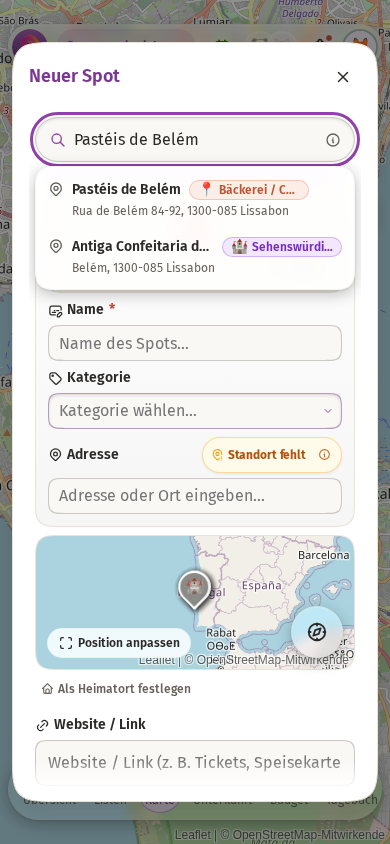 Humberto
Delgado
Neuer Spot
Pastéis de Belém
Pastéis de Belém
Bäckerei / C...
Rua de Belém 84-92, 1300-085 Lissabon
Antiga Confeitaria d...
Sehenswürdi...
Belém, 1300-085 Lissabon
Name *
Name des Spots...
Kategorie
Kategorie wählen...
Adresse
Standort fehlt
Adresse oder Ort eingeben...
Barcelona
España
Rabat
Position anpassen
Leaflet | © OpenStreetMap-Mitwirkende
Als Heimatort festlegen
Website / Link
Website / Link (z. B. Tickets, Speisekarte
Leaflet | © OpenStreetMap-Mitwirkende